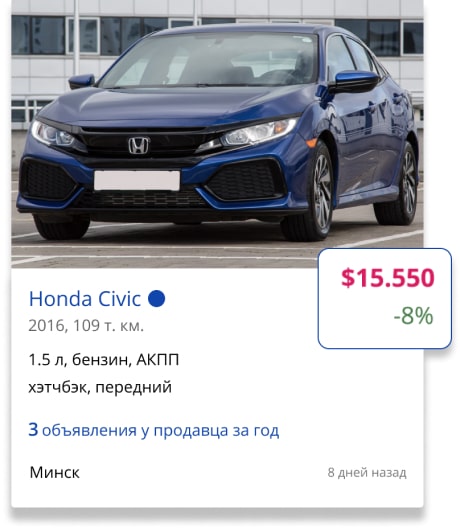 $15.550
-8%
Honda Civic
2016, 109 т. км.
1.5 л, бензин, АКПП
хэтчбэк, передний
3 объявления у продавца за год
Минск
8 дней назад